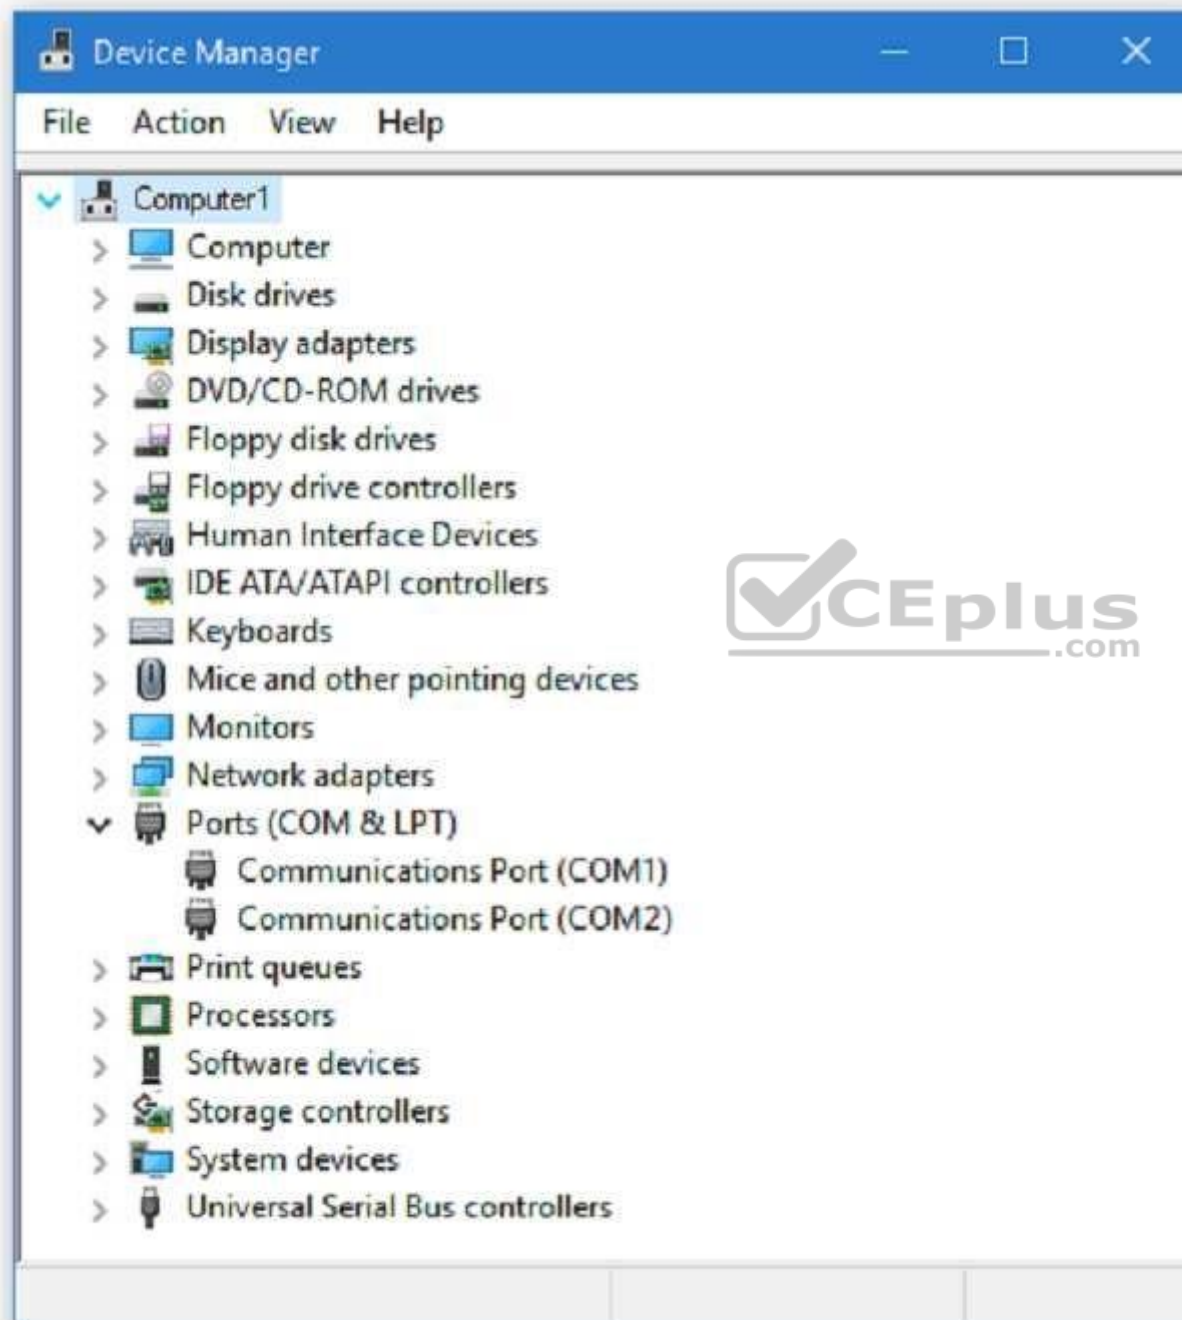 Device Manager
File Action View Help
Computer1
Computer
Disk drives
Display adapters
DVD/CD-ROM drives
Floppy disk drives
Floppy drive controllers
Human Interface Devices
IDE ATA/ATAPI controllers
CEplus
.com
Keyboards
Mice and other pointing devices
Monitors
Network adapters
Ports (COM & LPT)
Communications Port (COM1)
Communications Port (COM2)
Print queues
Processors
Software devices
Storage controllers
System devices
Universal Serial Bus controllers